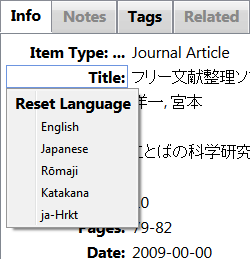 Info Notes Tags Related
Item Type: ... Journal Article
Title: フリー文献整理ソ
Reset Language
English
Japanese
Rōmaji
Katakana
ja-Hrkt
洋一, 宮本
ことばの科学研究
Pages: 79-82
Date: 2009-00-00